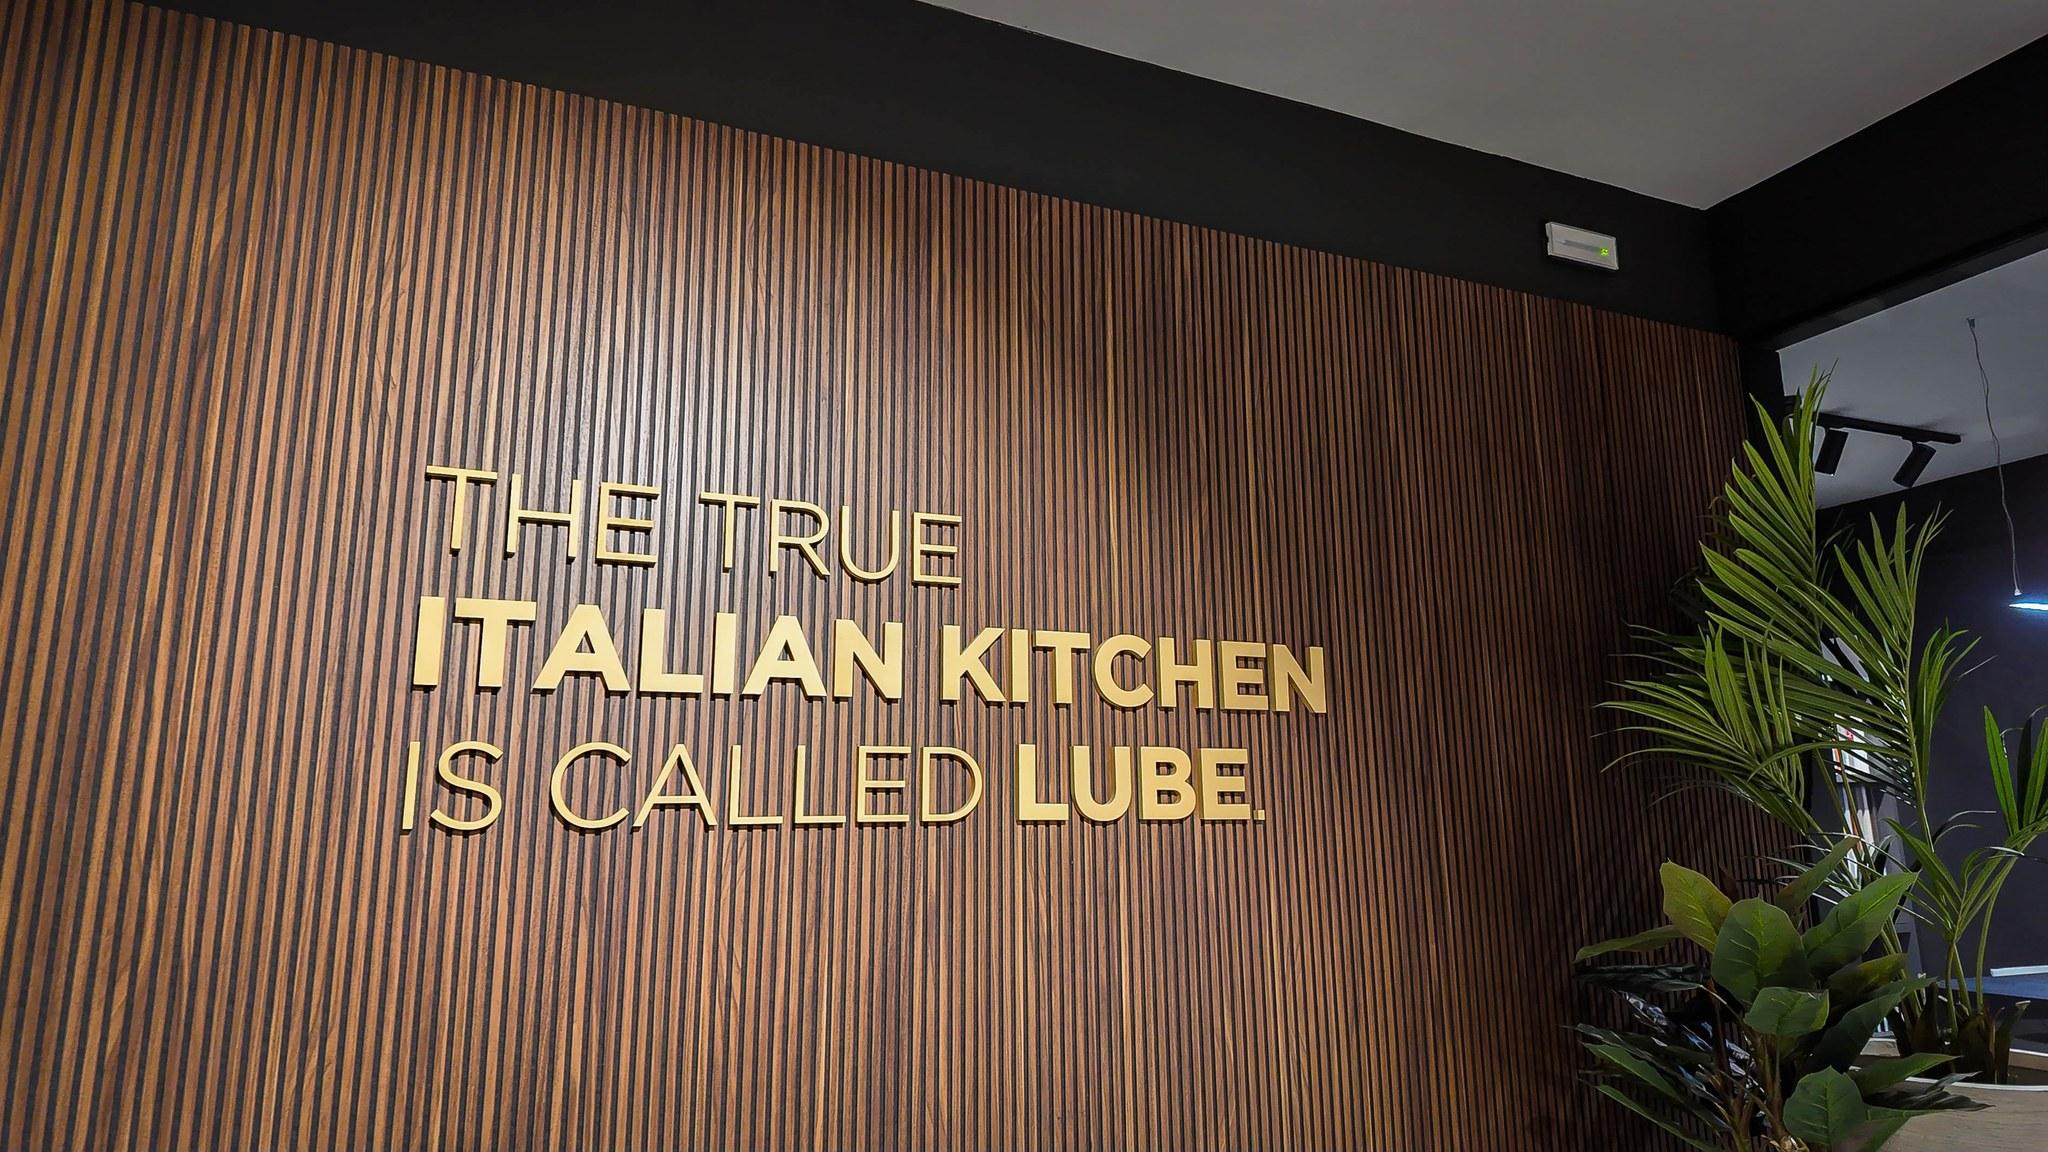 THE TRUE
ITALIAN KITCHEN
IS CALLED LUBE.